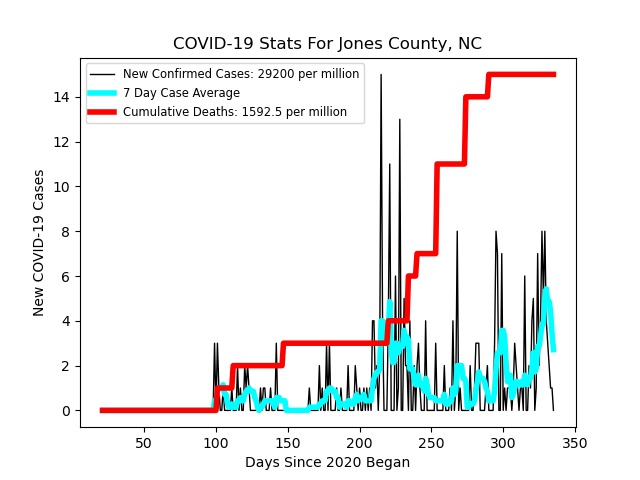 COVID-19 Stats For Jones County, NC
New Confirmed Cases: 29200 per million
7 Day Case Average
Cumulative Deaths: 1592.5 per million
New COVID-19 Cases
14
12
10
8
6
4
2
0
50
100
150
200
250
300
350
Days Since 2020 Began